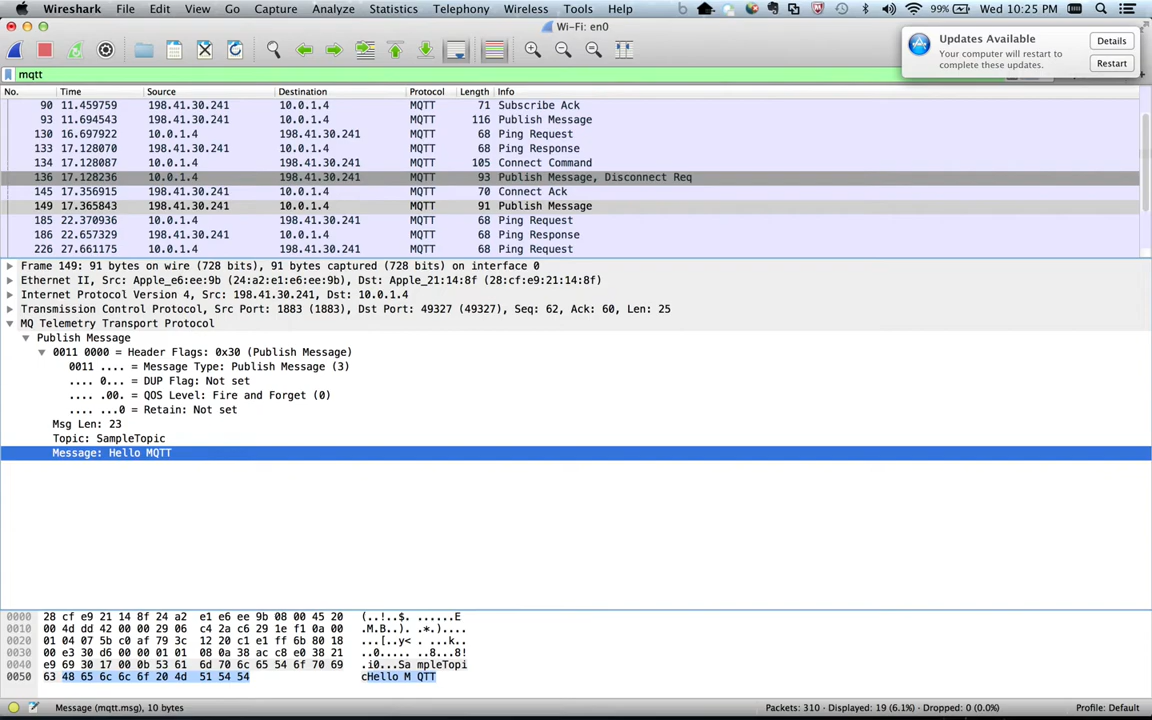 Wireshark File Edit View Go Capture Analyze Statistics Telephony Wireless Tools Help 99% Wed 10:25 PM
Wi-Fi: en0
Updates Available
Your computer will restart to
complete these updates.
Details
Restart
mqtt
No. Time Source Destination Protocol Length Info
90 11.459759 198.41.30.241 10.0.1.4 MQTT 71 Subscribe Ack
93 11.694543 198.41.30.241 10.0.1.4 MQTT 116 Publish Message
130 16.697922 10.0.1.4 198.41.30.241 MQTT 68 Ping Request
133 17.128070 198.41.30.241 10.0.1.4 MQTT 68 Ping Response
134 17.128087 10.0.1.4 198.41.30.241 MQTT 105 Connect Command
136 17.128236 10.0.1.4 198.41.30.241 MQTT 93 Publish Message, Disconnect Req
145 17.356915 198.41.30.241 10.0.1.4 MQTT 70 Connect Ack
149 17.365843 198.41.30.241 10.0.1.4 MQTT 91 Publish Message
185 22.370936 10.0.1.4 198.41.30.241 MQTT 68 Ping Request
186 22.657329 198.41.30.241 10.0.1.4 MQTT 68 Ping Response
226 27.661175 10.0.1.4 198.41.30.241 MQTT 68 Ping Request
Frame 149: 91 bytes on wire (728 bits), 91 bytes captured (728 bits) on interface 0
Ethernet II, Src: Apple_e6:ee:9b (24:a2:e1:e6:ee:9b), Dst: Apple_21:14:8f (28:cf:e9:21:14:8f)
Internet Protocol Version 4, Src: 198.41.30.241, Dst: 10.0.1.4
Transmission Control Protocol, Src Port: 1883 (1883), Dst Port: 49327 (49327), Seq: 62, Ack: 60, Len: 25
MQ Telemetry Transport Protocol
Publish Message
0011 0000 = Header Flags: 0x30 (Publish Message)
0011 .... = Message Type: Publish Message (3)
.... 0... = DUP Flag: Not set
.... .00. = QOS Level: Fire and Forget (0)
.... ...0 = Retain: Not set
Msg Len: 23
Topic: SampleTopic
Message: Hello MQTT
0000 28 cf e9 21 14 8f 24 a2 e1 e6 ee 9b 08 00 45 20 (..!..$. ......E
0010 00 4d dd 42 00 00 29 06 c4 2a c6 29 1e f1 0a 00 .M.B..). .*.)....
0020 01 04 07 5b c0 af 79 3c 12 20 c1 e1 ff 6b 80 18 ...[..y< . ...k..
0030 00 e3 30 d6 00 00 01 01 08 0a 38 ac c8 e0 38 21 ..0..... ..8...8!
0040 e9 69 30 17 00 0b 53 61 6d 70 6c 65 54 6f 70 69 .i0...Sa mpleTopi
0050 63 48 65 6c 6c 6f 20 4d 51 54 54 cHello M QTT
Message (mqtt.msg), 10 bytes Packets: 310 · Displayed: 19 (6.1%) · Dropped: 0 (0.0%) Profile: Default